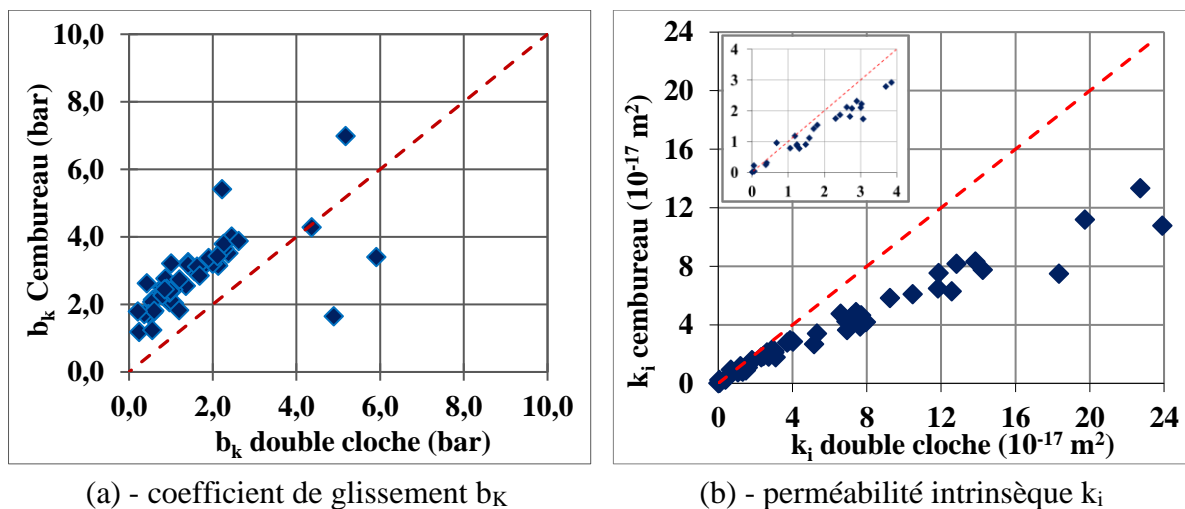 10,0
8,0
6,0
4,0
2,0
0,0
b_k Cembureau (bar)
0,0 2,0 4,0 6,0 8,0 10,0
b_k double cloche (bar)
(a) - coefficient de glissement b_K
24
20
16
12
8
4
0
k_i cembureau (10^-17 m^2)
4
3
2
1
0
0 1 2 3 4
0 4 8 12 16 20 24
k_i double cloche (10^-17 m^2)
(b) - perméabilité intrinsèque k_i